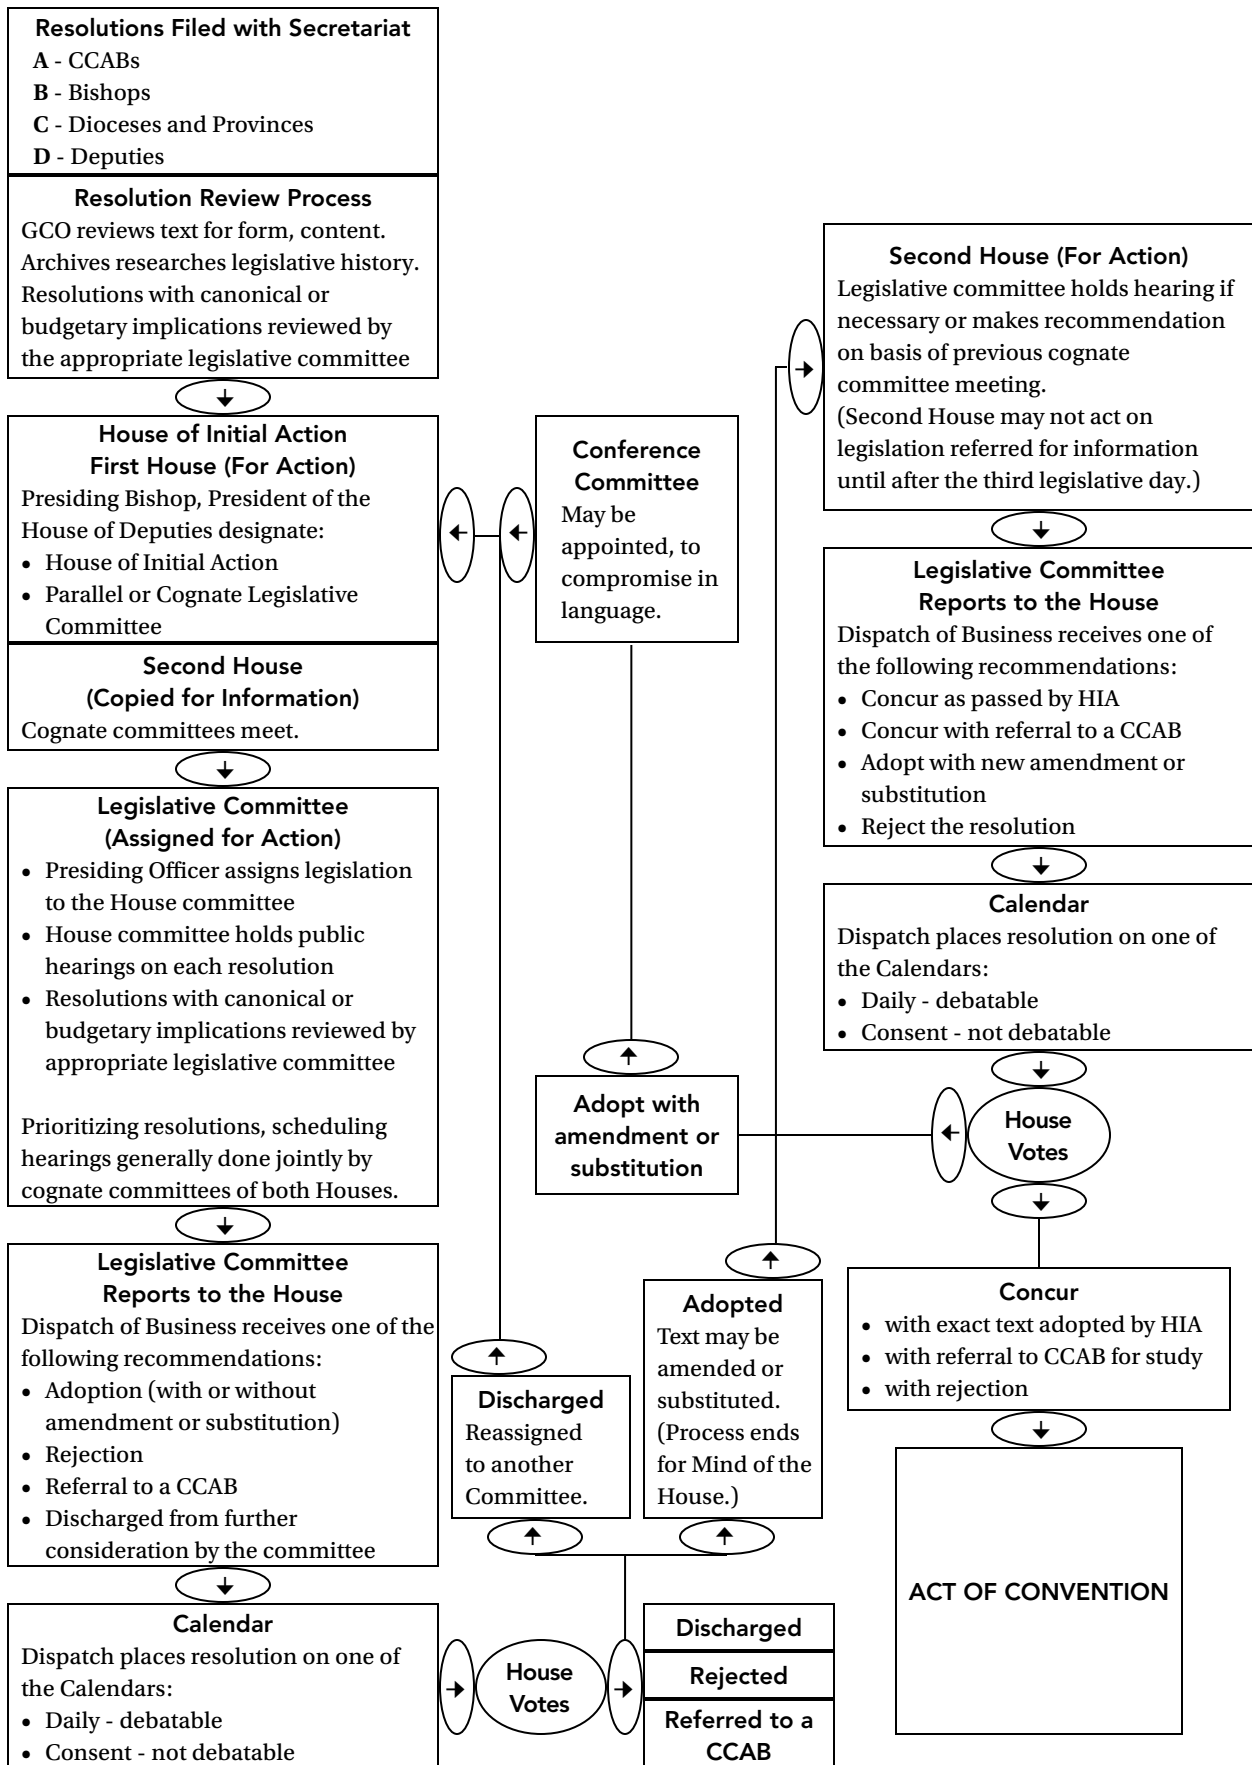 Resolutions Filed with Secretariat
A - CCABs
B - Bishops
C - Dioceses and Provinces
D - Deputies
Resolution Review Process
GCO reviews text for form, content.
Archives researches legislative history.
Resolutions with canonical or
budgetary implications reviewed by
the appropriate legislative committee
House of Initial Action
First House (For Action)
Presiding Bishop, President of the
House of Deputies designate:
• House of Initial Action
• Parallel or Cognate Legislative
Committee
Second House
(Copied for Information)
Cognate committees meet.
Legislative Committee
(Assigned for Action)
• Presiding Officer assigns legislation
to the House committee
• House committee holds public
hearings on each resolution
• Resolutions with canonical or
budgetary implications reviewed by
appropriate legislative committee
Prioritizing resolutions, scheduling
hearings generally done jointly by
cognate committees of both Houses.
Legislative Committee
Reports to the House
Dispatch of Business receives one of the
following recommendations:
• Adoption (with or without
amendment or substitution)
• Rejection
• Referral to a CCAB
• Discharged from further
consideration by the committee
Calendar
Dispatch places resolution on one of
the Calendars:
• Daily - debatable
• Consent - not debatable
House
Votes
Discharged
Rejected
Referred to a
CCAB
Discharged
Reassigned
to another
Committee.
Adopted
Text may be
amended or
substituted.
(Process ends
for Mind of the
House.)
Conference
Committee
May be
appointed, to
compromise in
language.
Adopt with
amendment or
substitution
Second House (For Action)
Legislative committee holds hearing if
necessary or makes recommendation
on basis of previous cognate
committee meeting.
(Second House may not act on
legislation referred for information
until after the third legislative day.)
Legislative Committee
Reports to the House
Dispatch of Business receives one of
the following recommendations:
• Concur as passed by HIA
• Concur with referral to a CCAB
• Adopt with new amendment or
substitution
• Reject the resolution
Calendar
Dispatch places resolution on one of
the Calendars:
• Daily - debatable
• Consent - not debatable
House
Votes
Concur
• with exact text adopted by HIA
• with referral to CCAB for study
• with rejection
ACT OF CONVENTION